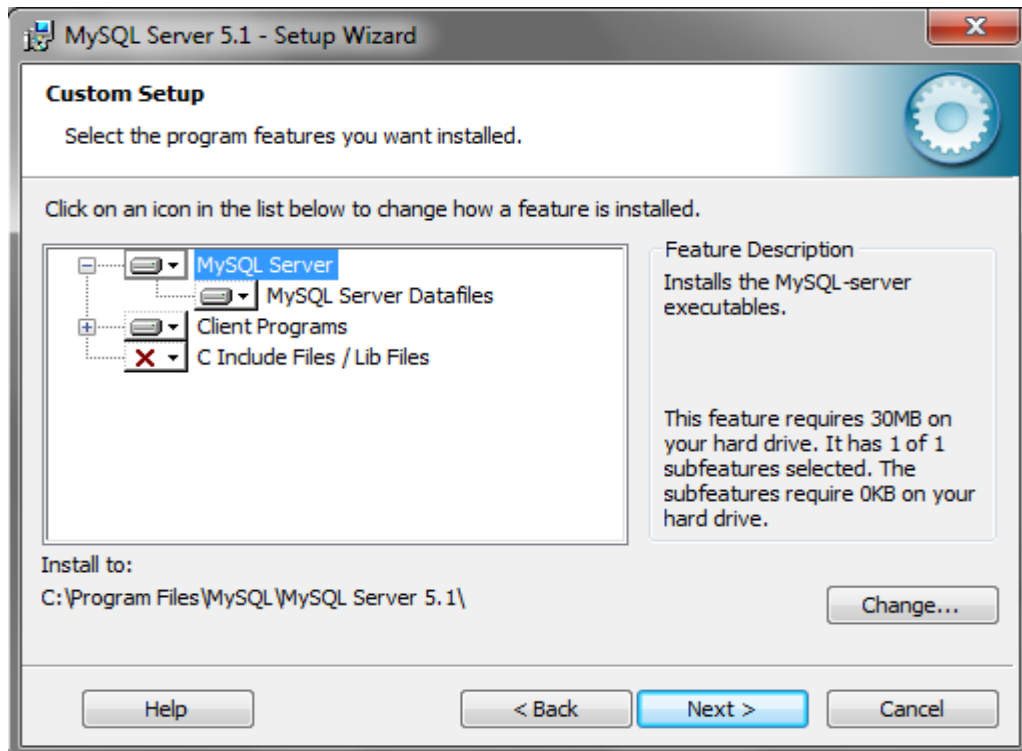 MySQL Server 5.1 - Setup Wizard
Custom Setup
Select the program features you want installed.
Click on an icon in the list below to change how a feature is installed.
MySQL Server
MySQL Server Datafiles
Client Programs
C Include Files / Lib Files
Feature Description
Installs the MySQL-server
executables.
This feature requires 30MB on
your hard drive. It has 1 of 1
subfeatures selected. The
subfeatures require 0KB on your
hard drive.
Install to:
C:\Program Files\MySQL\MySQL Server 5.1\
Change...
Help
< Back
Next >
Cancel